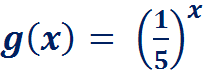 g(x) = (1/5)^x